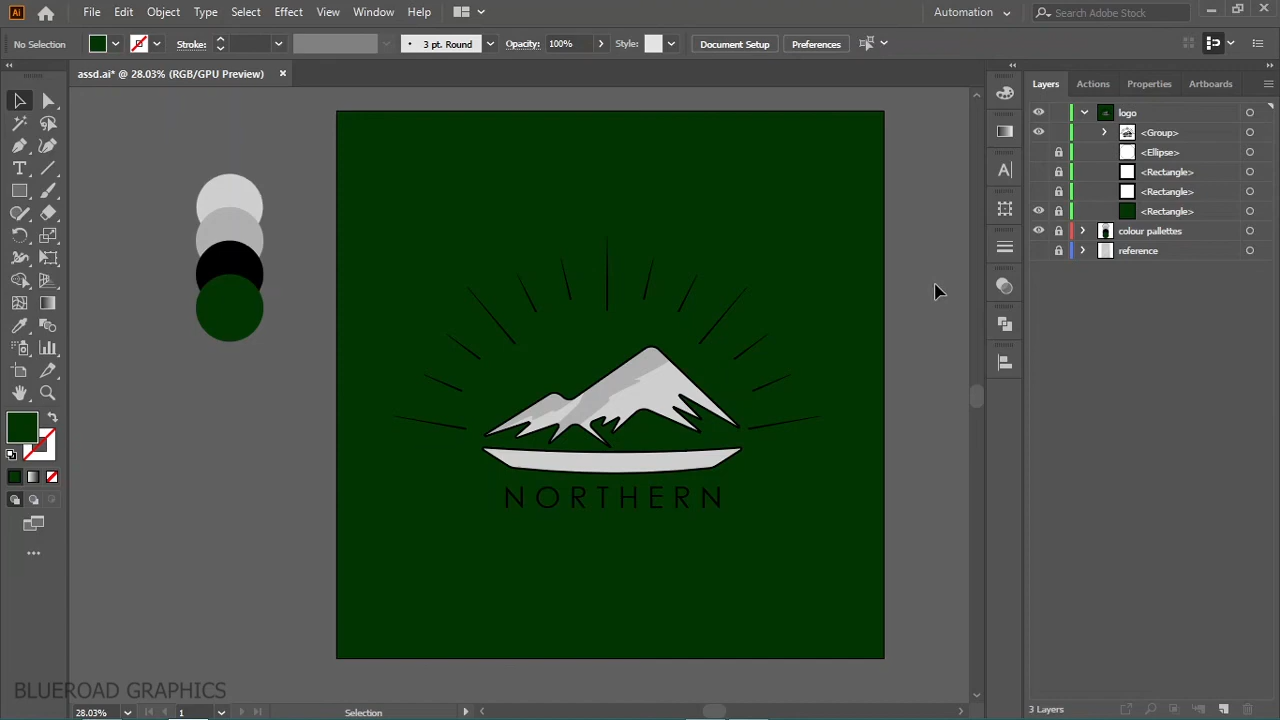 Ai File Edit Object Type Select Effect View Window Help Automation Search Adobe Stock
No Selection Stroke: 3 pt. Round Opacity: 100% Style: Document Setup Preferences
assd.ai* @ 28.03% (RGB/GPU Preview)
Layers Actions Properties Artboards
logo
<Group>
<Ellipse>
<Rectangle>
<Rectangle>
<Rectangle>
colour pallettes
reference
NORTHERN
BLUEROAD GRAPHICS
28.03% 1 Selection
3 Layers